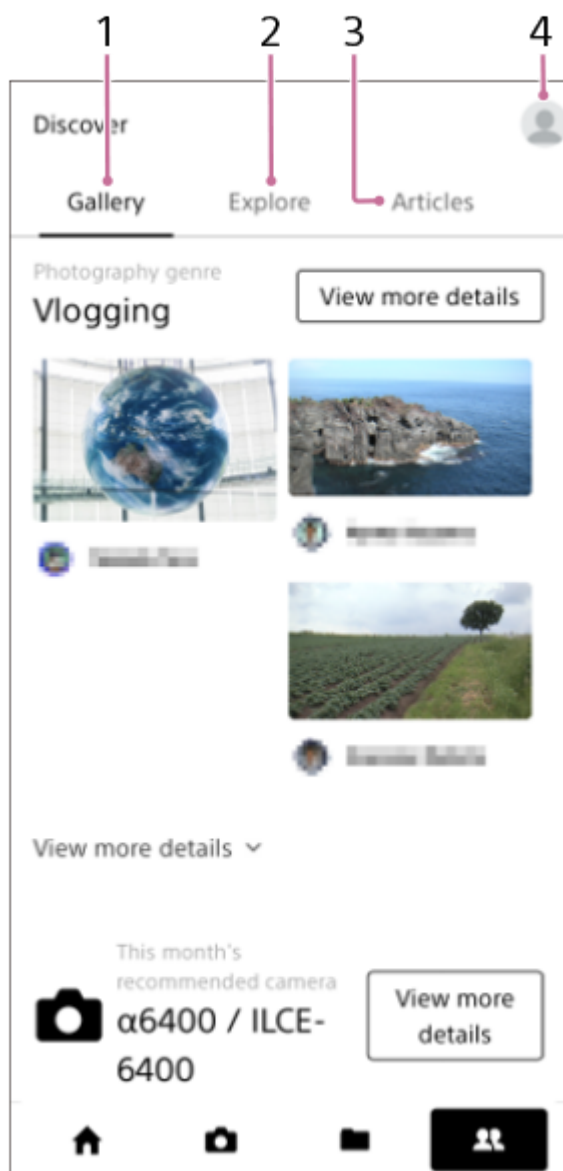 1 2 3 4
Discover
Gallery Explore Articles
Photography genre
Vlogging
View more details
View more details
This month's
recommended camera
α6400 / ILCE-
6400
View more
details